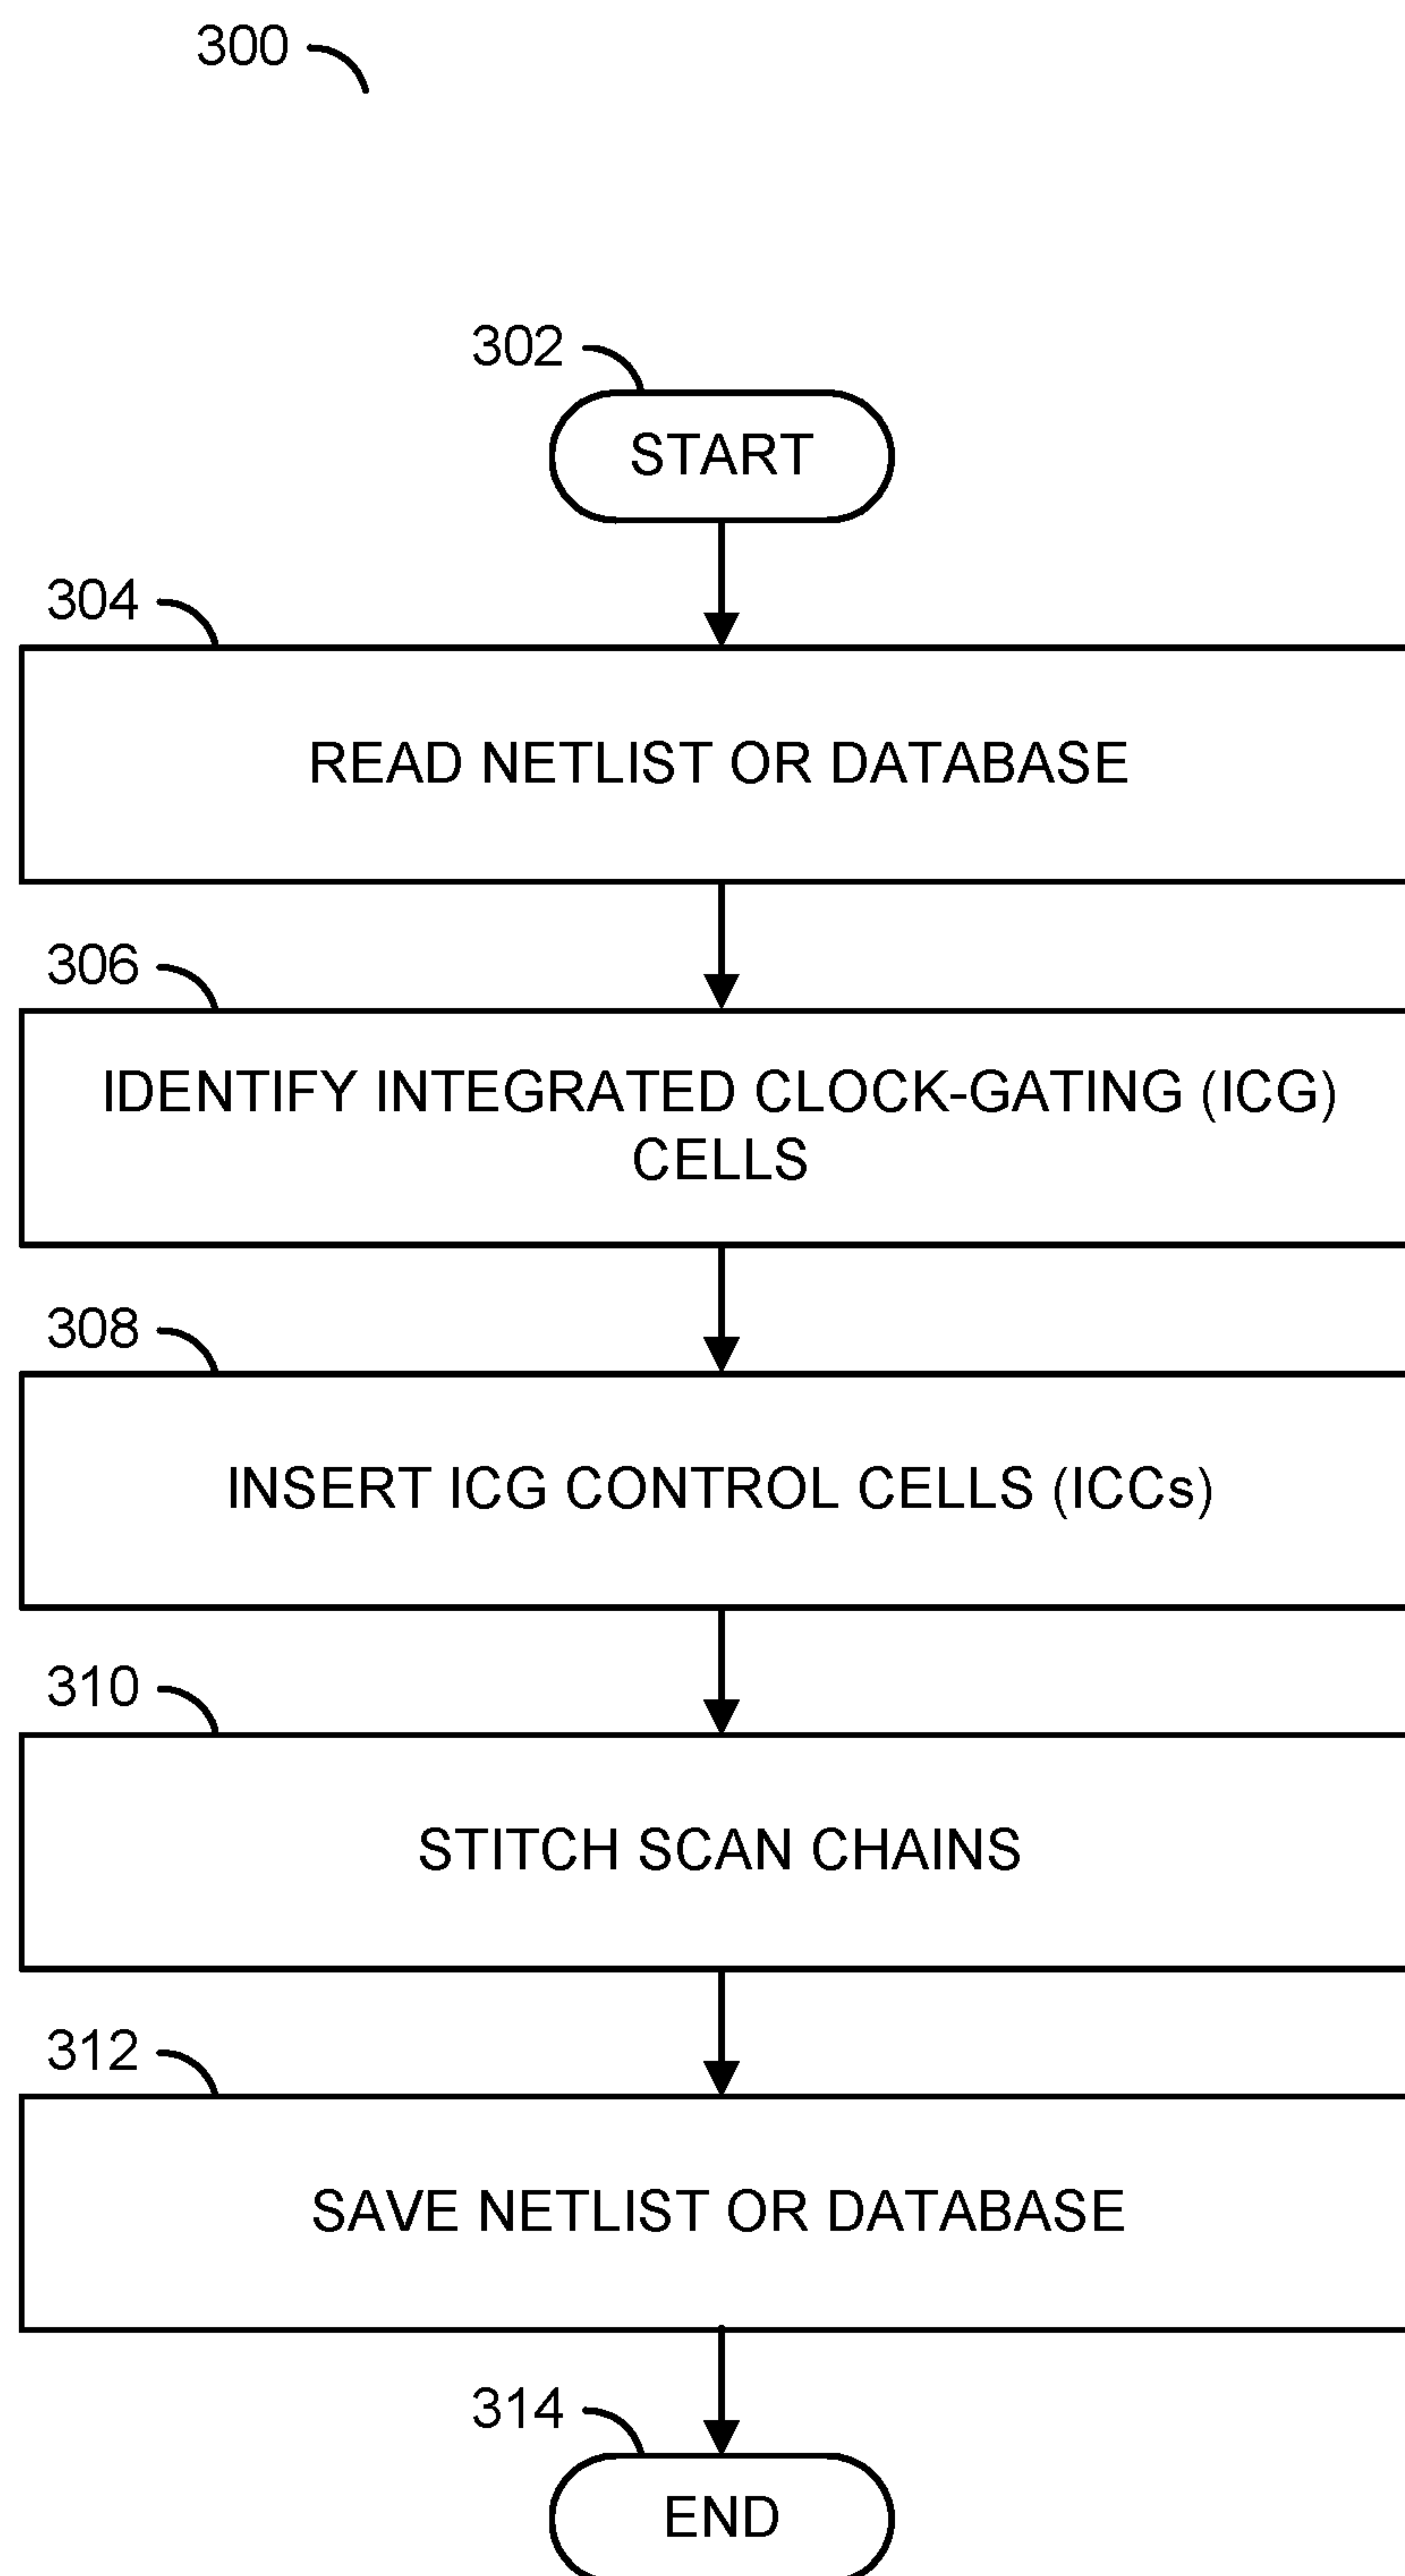 300
302
START
304
READ NETLIST OR DATABASE
306
IDENTIFY INTEGRATED CLOCK-GATING (ICG)
CELLS
308
INSERT ICG CONTROL CELLS (ICCs)
310
STITCH SCAN CHAINS
312
SAVE NETLIST OR DATABASE
314
END